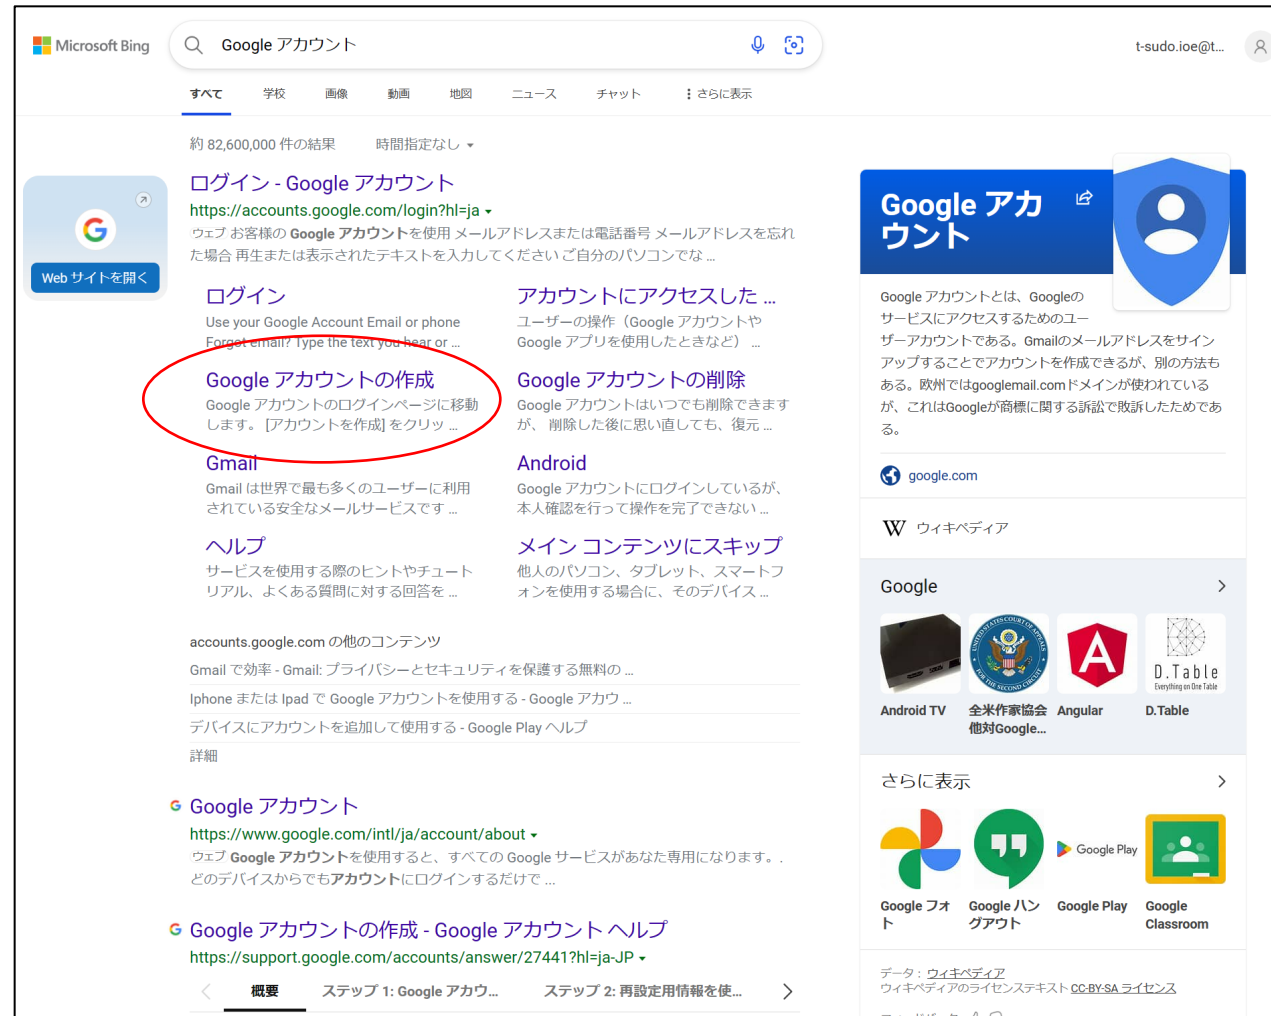 Microsoft Bing
Google アカウント
t-sudo.ioe@t...
すべて 学校 画像 動画 地図 ニュース チャット さらに表示
約 82,600,000 件の結果 時間指定なし
Web サイトを開く
ログイン - Google アカウント
https://accounts.google.com/login?hl=ja
ウェブ お客様の Google アカウントを使用 メールアドレスまたは電話番号 メールアドレスを忘れ
た場合 再生または表示されたテキストを入力してください ご自分のパソコンでな ...
ログイン
Use your Google Account Email or phone
Forgot email? Type the text you hear or ...
アカウントにアクセスした ...
ユーザーの操作（Google アカウントや
Google アプリを使用したときなど） ...
Google アカウントの作成
Google アカウントのログインページに移動
します。 [アカウントを作成] をクリッ ...
Google アカウントの削除
Google アカウントはいつでも削除できます
が、 削除した後に思い直しても、復元 ...
Gmail
Gmail は世界で最も多くのユーザーに利用
されている安全なメールサービスです ...
Android
Google アカウントにログインしているが、
本人確認を行って操作を完了できない ...
ヘルプ
サービスを使用する際のヒントやチュート
リアル、よくある質問に対する回答を ...
メイン コンテンツにスキップ
他人のパソコン、タブレット、スマートフ
ォンを使用する場合に、そのデバイス ...
accounts.google.com の他のコンテンツ
Gmail で効率 - Gmail: プライバシーとセキュリティを保護する無料の ...
Iphone または Ipad で Google アカウントを使用する - Google アカウ ...
デバイスにアカウントを追加して使用する - Google Play ヘルプ
詳細
Google アカウント
https://www.google.com/intl/ja/account/about
ウェブ Google アカウントを使用すると、すべての Google サービスがあなた専用になります。.
どのデバイスからでもアカウントにログインするだけで ...
Google アカウントの作成 - Google アカウント ヘルプ
https://support.google.com/accounts/answer/27441?hl=ja-JP
概要 ステップ 1: Google アカウ... ステップ 2: 再設定用情報を使...
Google アカ
ウント
Google アカウントとは、Googleの
サービスにアクセスするためのユー
ザーアカウントである。Gmailのメールアドレスをサイン
アップすることでアカウントを作成できるが、別の方法も
ある。欧州ではgooglemail.comドメインが使われている
が、これはGoogleが商標に関する訴訟で敗訴したためであ
る。
google.com
W ウィキペディア
Google
UNITED STATES COURT OF APPEALS
FOR THE SECOND CIRCUIT
D.Table
Everything on One Table
Android TV
全米作家協会
他対Google...
Angular
D.Table
さらに表示
Google Play
Google フォ
ト
Google ハン
グアウト
Google Play
Google
Classroom
データ： ウィキペディア
ウィキペディアのライセンステキスト CC-BY-SA ライセンス